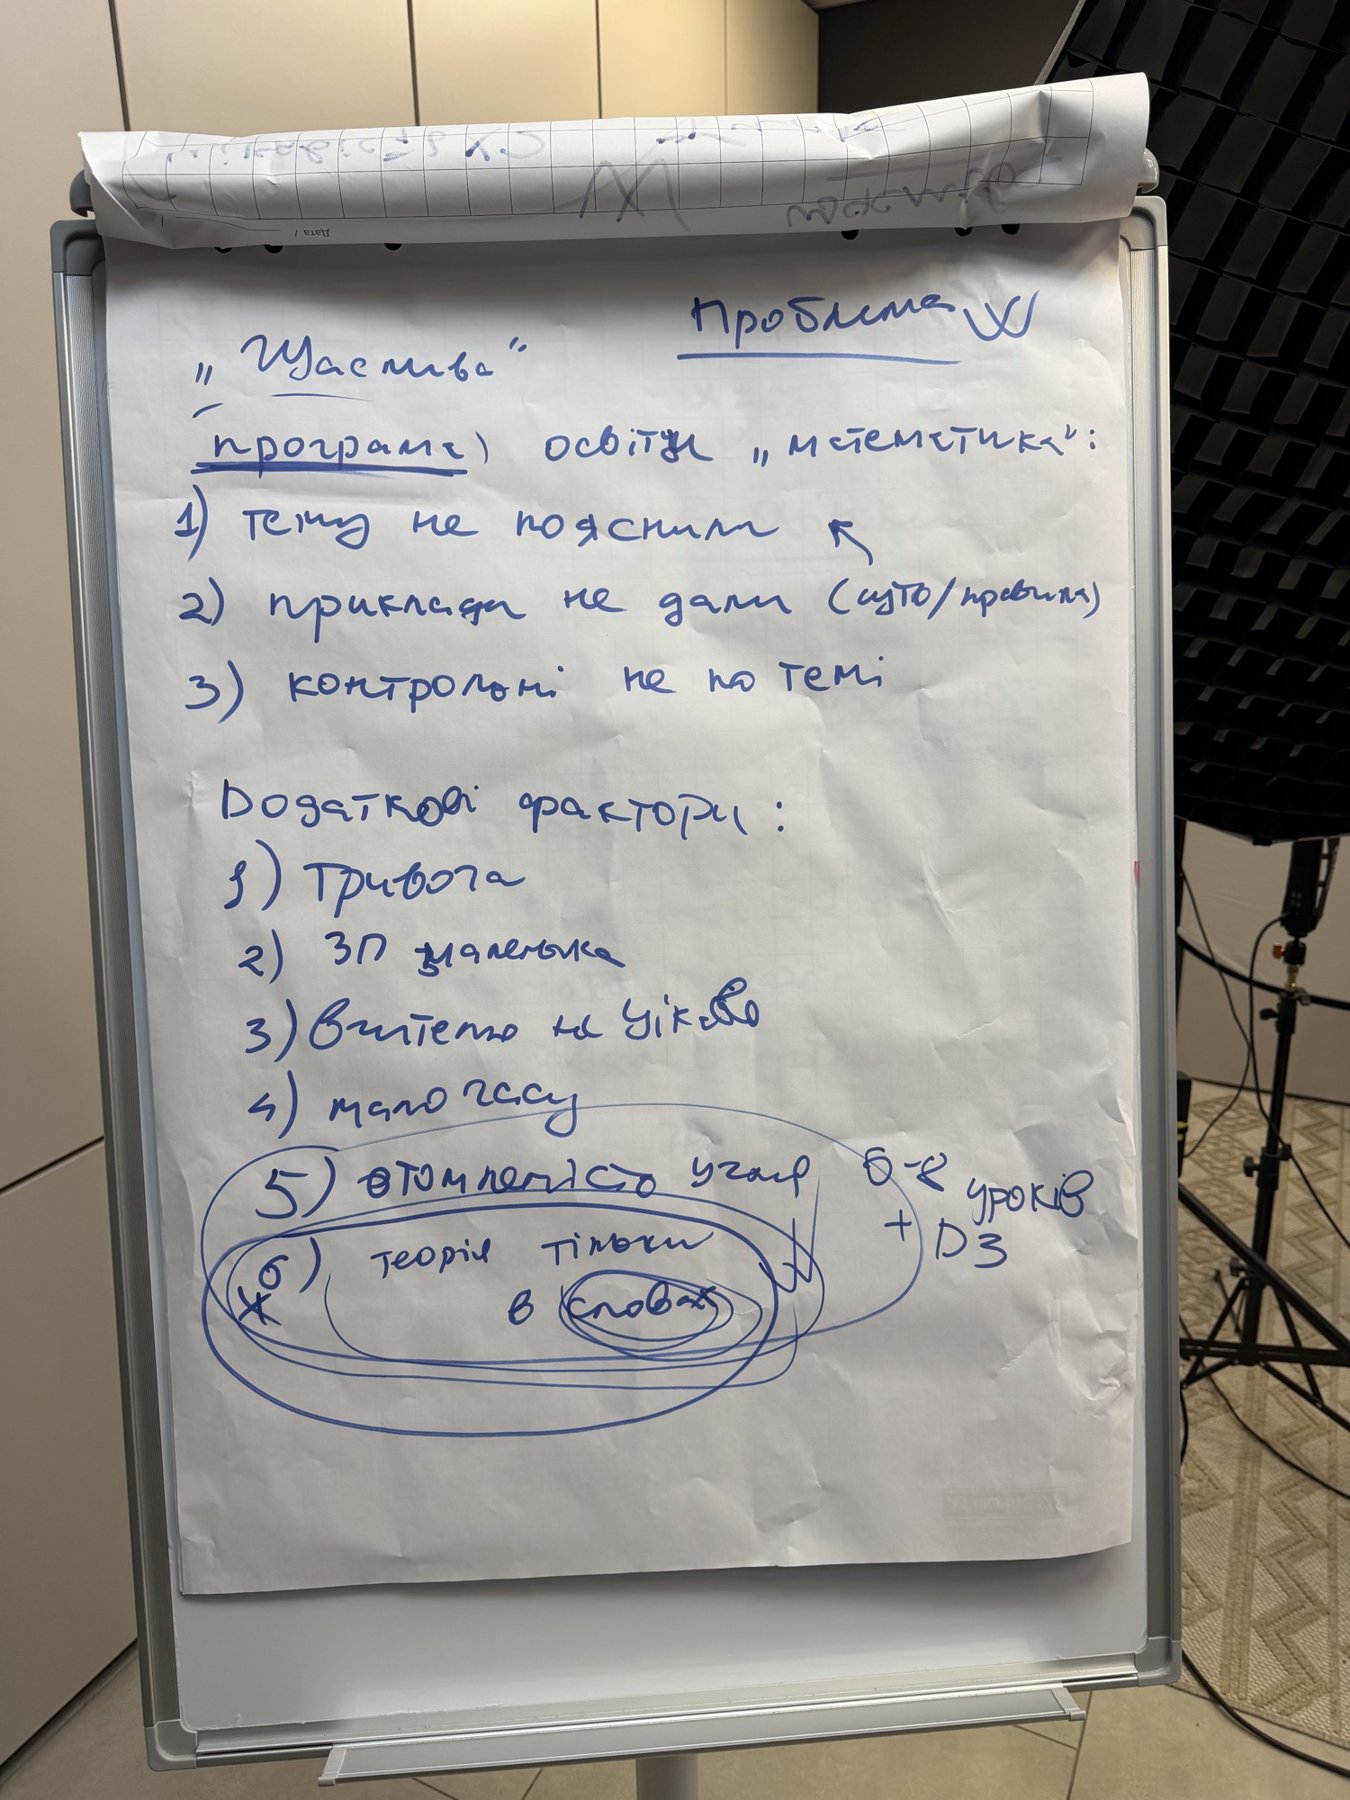 Проблема
„Щаслива"
програма) освіти „математика":
1) тему не пояснили
2) приклади не дали (суто/правила)
3) контрольні не по темі
Додаткові фактори:
1) Тривога
2) ЗП маленька
3) Вчителю не цікаво
4) мало часу
5) втомленість учня 6-8 уроків
+ ДЗ
6) теорія тільки
в словах
Дата /